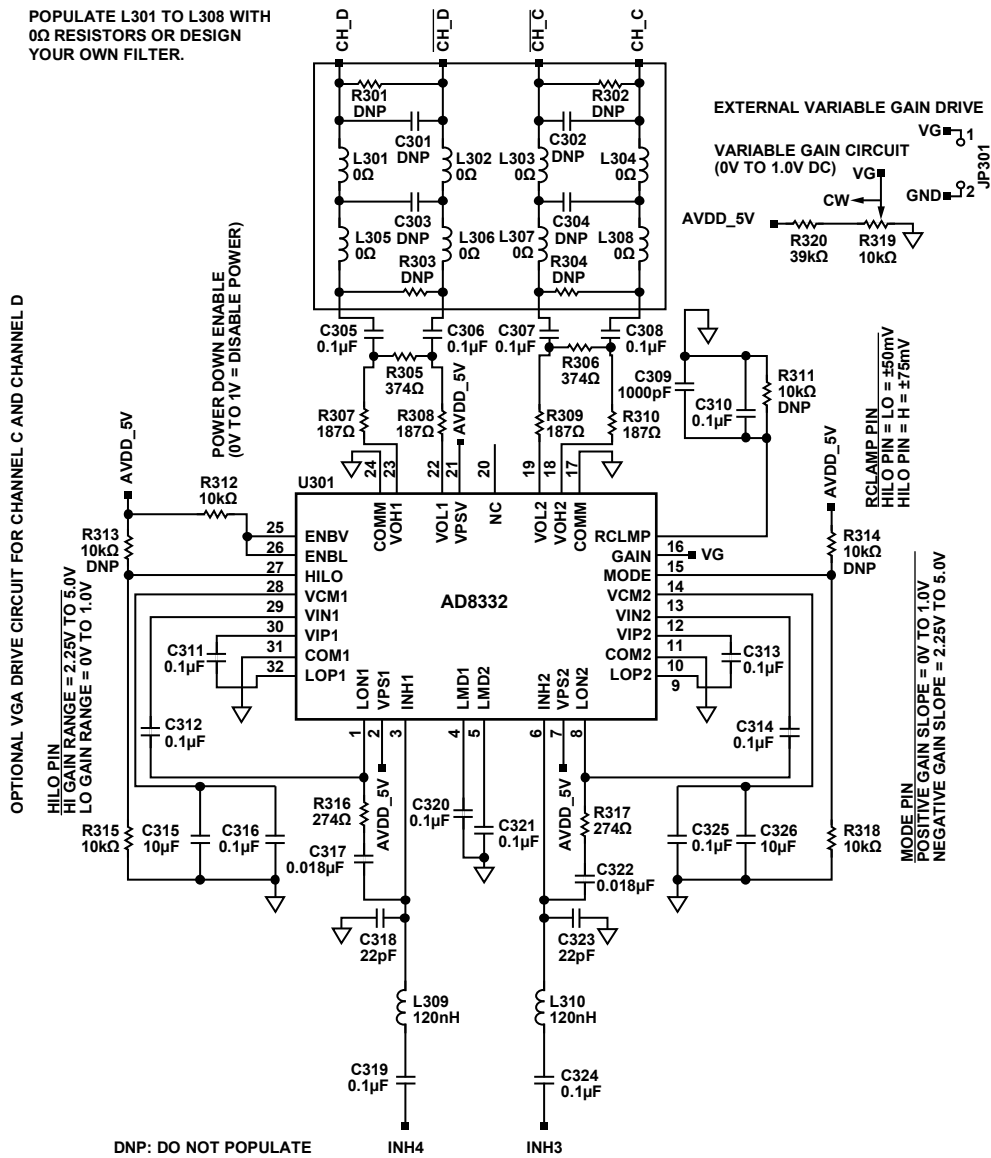 POPULATE L301 TO L308 WITH
0Ω RESISTORS OR DESIGN
YOUR OWN FILTER.
CH_D
CH_D
CH_C
CH_C
R301
DNP
R302
DNP
C301
DNP
C302
DNP
L301
0Ω
L302
0Ω
L303
0Ω
L304
0Ω
C303
DNP
C304
DNP
L305
0Ω
L306
0Ω
L307
0Ω
L308
0Ω
R303
DNP
R304
DNP
EXTERNAL VARIABLE GAIN DRIVE
VG
1
JP301
GND
2
VARIABLE GAIN CIRCUIT
(0V TO 1.0V DC)
VG
CW
AVDD_5V
R320
39kΩ
R319
10kΩ
C305
0.1µF
C306
0.1µF
C307
0.1µF
C308
0.1µF
R305
374Ω
R306
374Ω
R307
187Ω
R308
187Ω
AVDD_5V
R309
187Ω
R310
187Ω
C309
1000pF
C310
0.1µF
R311
10kΩ
DNP
RCLAMP PIN
HILO PIN = LO = ±50mV
HILO PIN = H = ±75mV
POWER DOWN ENABLE
(0V TO 1V = DISABLE POWER)
OPTIONAL VGA DRIVE CIRCUIT FOR CHANNEL C AND CHANNEL D
AVDD_5V
R312
10kΩ
R313
10kΩ
DNP
AVDD_5V
R314
10kΩ
DNP
U301
24
23
22
21
20
19
18
17
COMM
VOH1
VOL1
VPSV
NC
VOL2
VOH2
COMM
25
ENBV
26
ENBL
27
HILO
28
VCM1
29
VIN1
30
VIP1
31
COM1
32
LOP1
AD8332
RCLMP
16
GAIN
VG
15
MODE
14
VCM2
13
VIN2
12
VIP2
11
COM2
10
LOP2
9
LON1
VPS1
INH1
LMD1
LMD2
INH2
VPS2
LON2
1
2
3
4
5
6
7
8
C311
0.1µF
C312
0.1µF
C313
0.1µF
C314
0.1µF
HILO PIN
HI GAIN RANGE = 2.25V TO 5.0V
LO GAIN RANGE = 0V TO 1.0V
MODE PIN
POSITIVE GAIN SLOPE = 0V TO 1.0V
NEGATIVE GAIN SLOPE = 2.25V TO 5.0V
R315
10kΩ
C315
10µF
C316
0.1µF
R316
274Ω
AVDD_5V
C317
0.018µF
C320
0.1µF
C321
0.1µF
AVDD_5V
R317
274Ω
C322
0.018µF
C325
0.1µF
C326
10µF
R318
10kΩ
C318
22pF
C323
22pF
L309
120nH
L310
120nH
C319
0.1µF
C324
0.1µF
DNP: DO NOT POPULATE
INH4
INH3